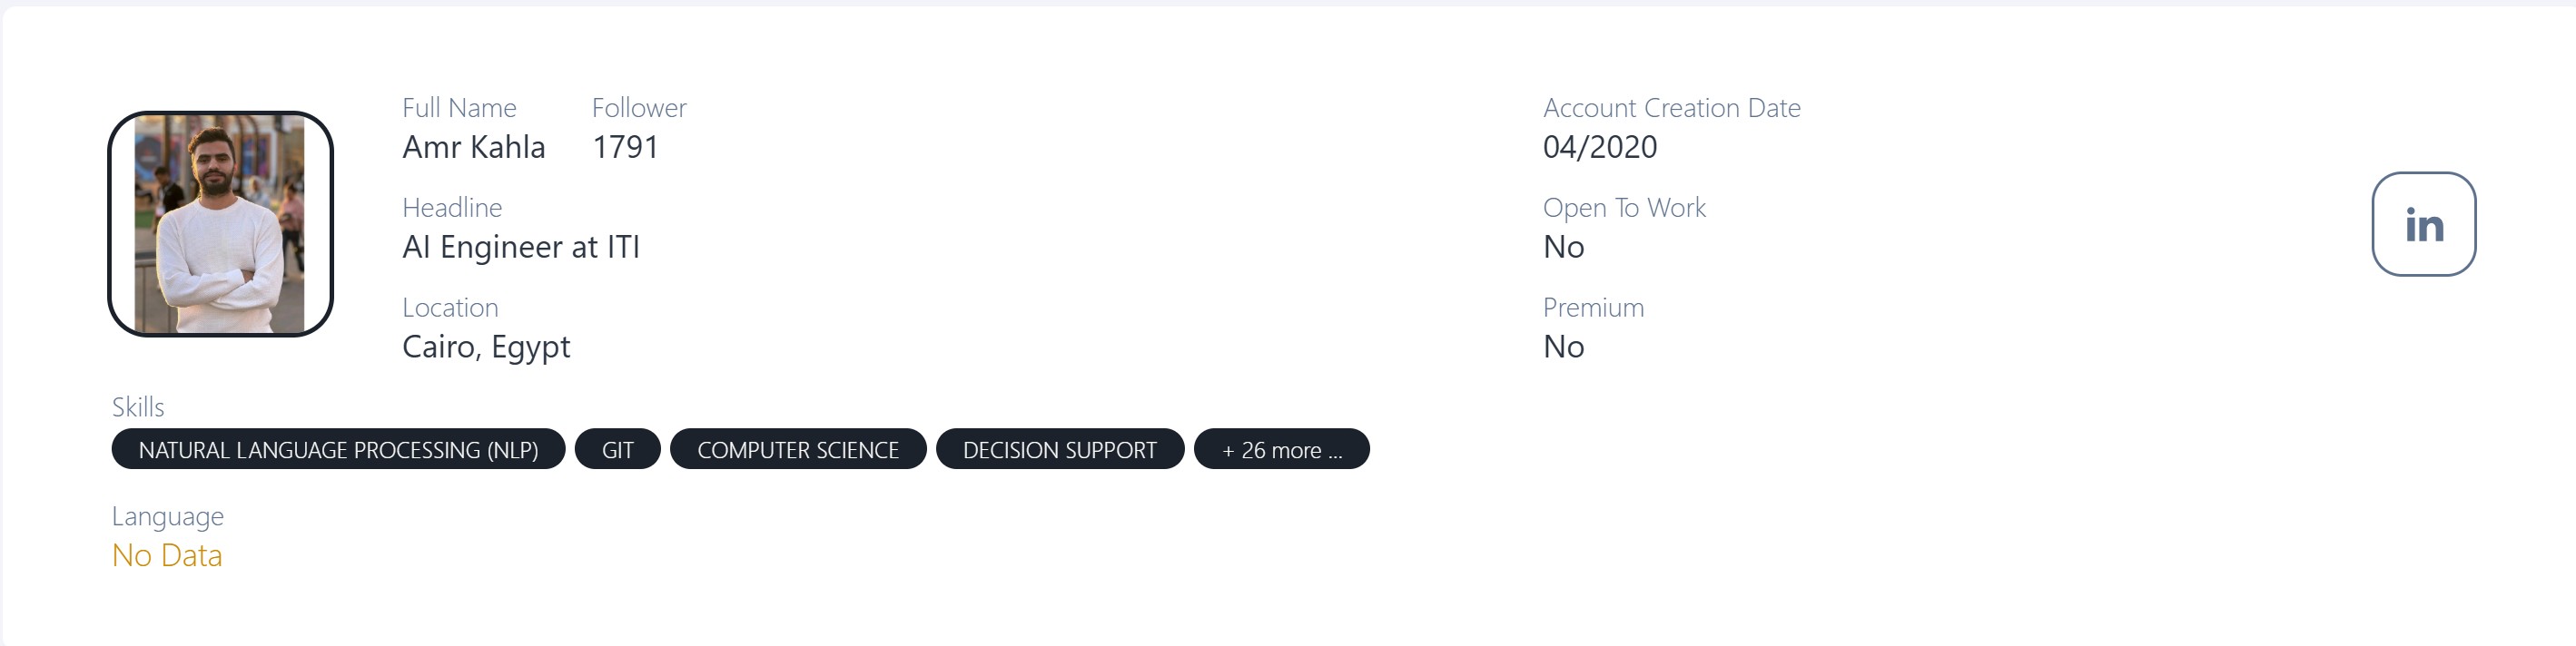 Full Name
Amr Kahla
Follower
1791
Headline
AI Engineer at ITI
Location
Cairo, Egypt
Account Creation Date
04/2020
Open To Work
No
Premium
No
in
Skills
NATURAL LANGUAGE PROCESSING (NLP)
GIT
COMPUTER SCIENCE
DECISION SUPPORT
+ 26 more ...
Language
No Data